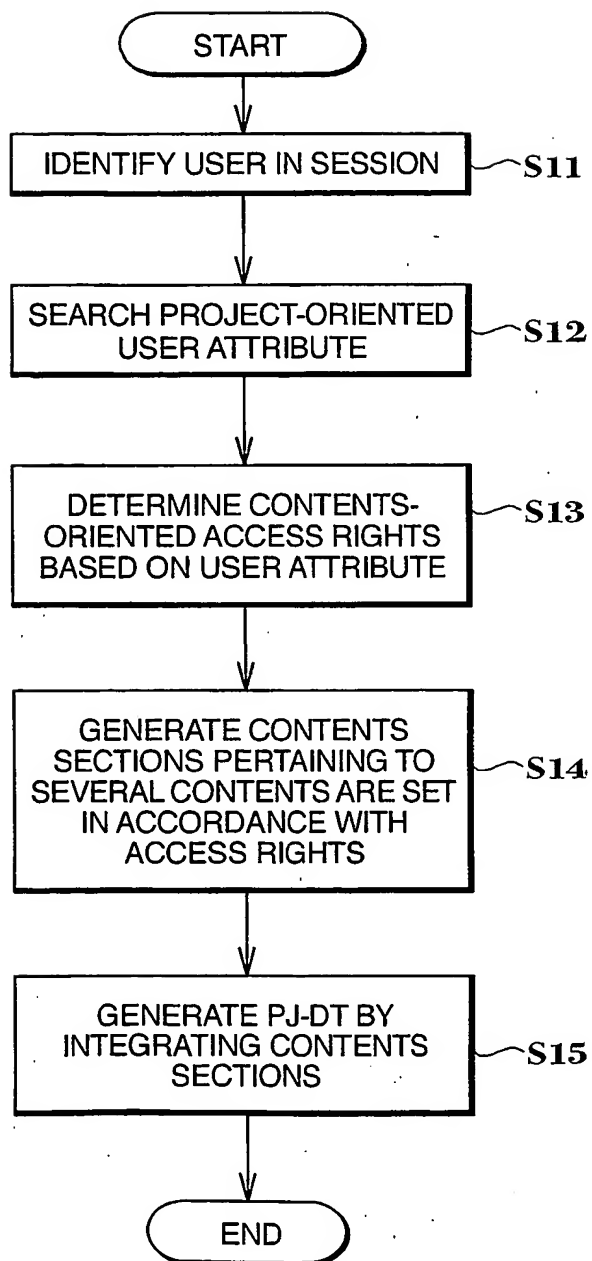 START
IDENTIFY USER IN SESSION
S11
SEARCH PROJECT-ORIENTED
USER ATTRIBUTE
S12
DETERMINE CONTENTS-
ORIENTED ACCESS RIGHTS
BASED ON USER ATTRIBUTE
S13
GENERATE CONTENTS
SECTIONS PERTAINING TO
SEVERAL CONTENTS ARE SET
IN ACCORDANCE WITH
ACCESS RIGHTS
S14
GENERATE PJ-DT BY
INTEGRATING CONTENTS
SECTIONS
S15
END